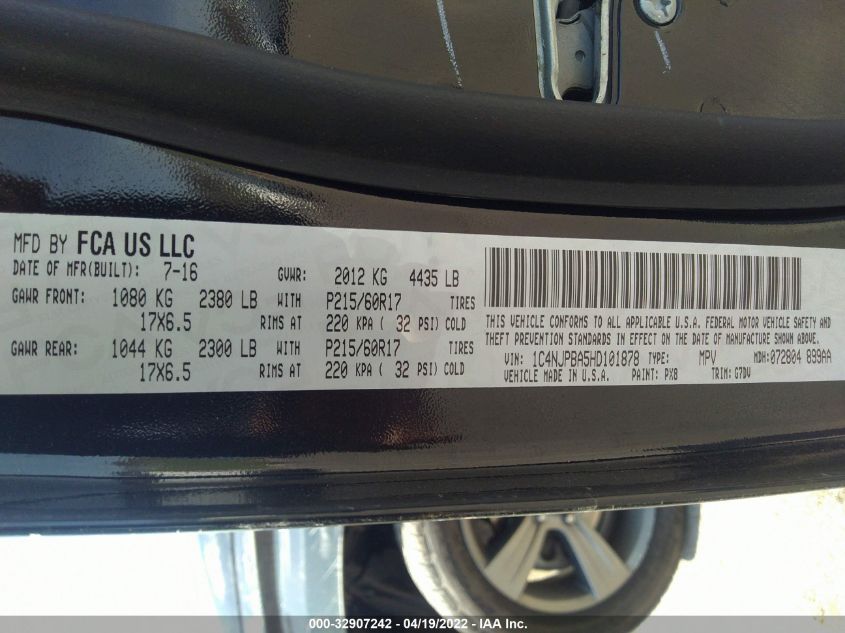 MFD BY FCA US LLC
DATE OF MFR(BUILT): 7-16 GVWR: 2012 KG 4435 LB
GAWR FRONT: 1080 KG 2380 LB WITH P215/60R17 TIRES
17X6.5 RIMS AT 220 KPA ( 32 PSI) COLD
GAWR REAR: 1044 KG 2300 LB WITH P215/60R17 TIRES
17X6.5 RIMS AT 220 KPA ( 32 PSI) COLD
THIS VEHICLE CONFORMS TO ALL APPLICABLE U.S.A. FEDERAL MOTOR VEHICLE SAFETY AND
THEFT PREVENTION STANDARDS IN EFFECT ON THE DATE OF MANUFACTURE SHOWN ABOVE.
VIN: 1C4NJPBA5HD101878 TYPE: MPV MDH: 072804 899AA
VEHICLE MADE IN U.S.A. PAINT: PX8 TRIM: G7DV
000-32907242 - 04/19/2022 - IAA Inc.